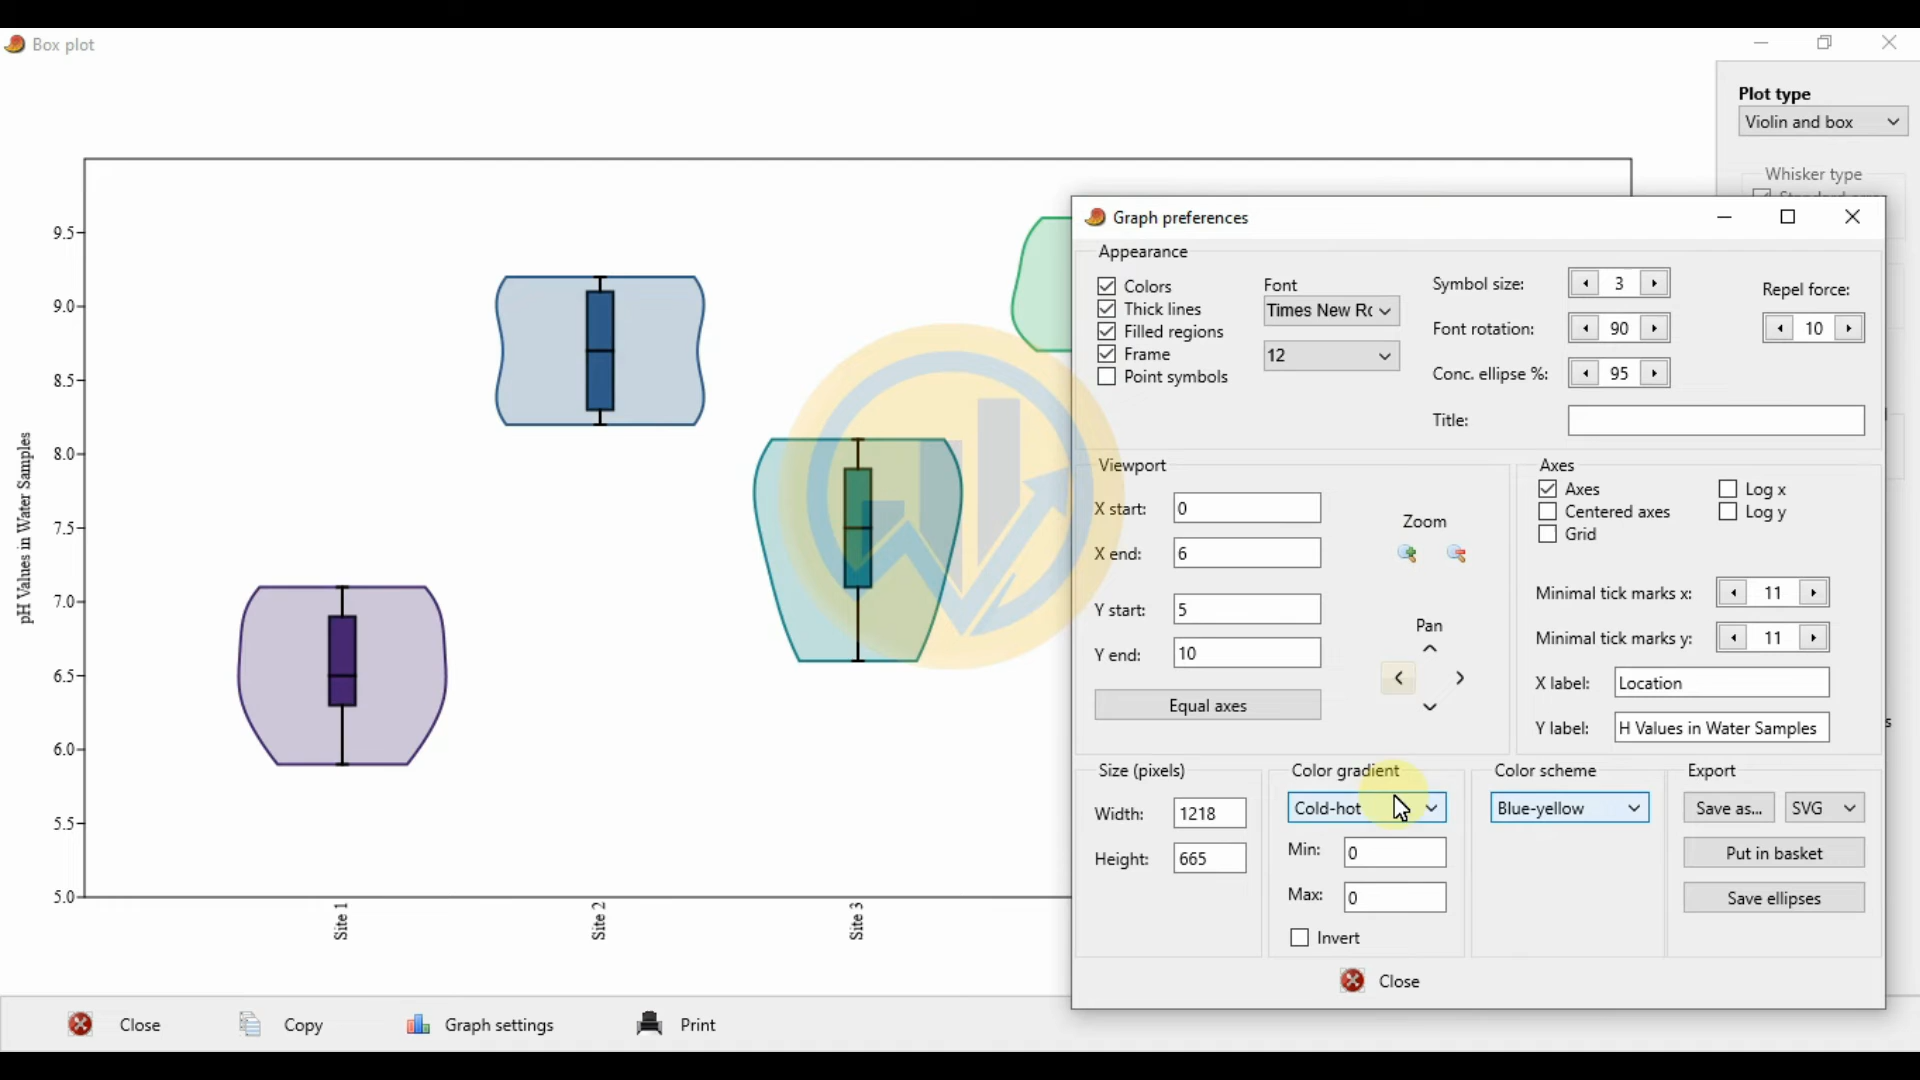 Box plot
Plot type
Violin and box
Whisker type
9.5
9.0
8.5
8.0
7.5
7.0
6.5
6.0
5.5
5.0
pH Values in Water Samples
Site 1
Site 2
Site 3
Graph preferences
Appearance
Colors
Thick lines
Filled regions
Frame
Point symbols
Font
Times New Rc
12
Symbol size:
3
Font rotation:
90
Conc. ellipse %:
95
Title:
Repel force:
10
Viewport
X start:
0
X end:
6
Y start:
5
Y end:
10
Equal axes
Zoom
Pan
Axes
Axes
Centered axes
Grid
Log x
Log y
Minimal tick marks x:
11
Minimal tick marks y:
11
X label:
Location
Y label:
H Values in Water Samples
Size (pixels)
Width:
1218
Height:
665
Color gradient
Cold-hot
Min:
0
Max:
0
Invert
Color scheme
Blue-yellow
Export
Save as...
SVG
Put in basket
Save ellipses
Close
Close
Copy
Graph settings
Print